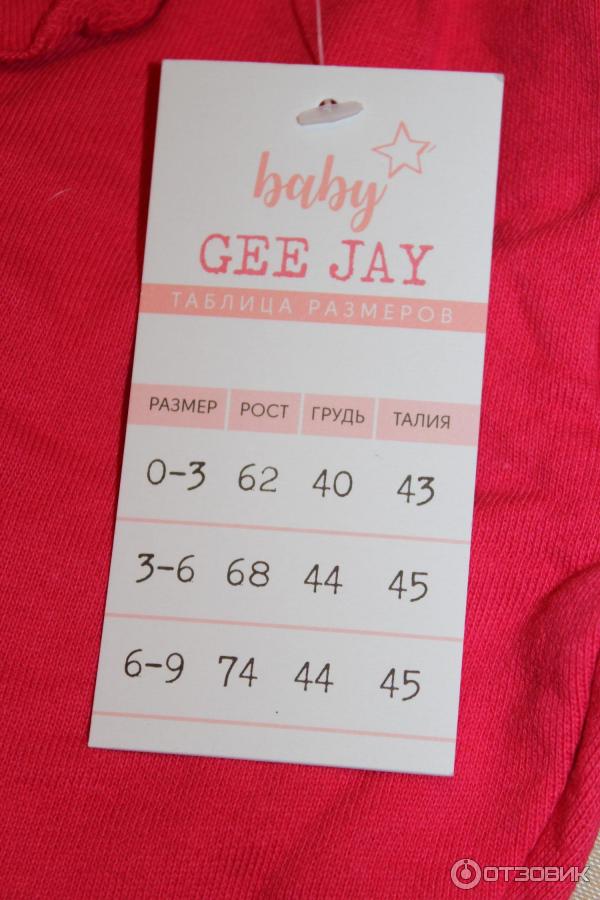 baby
GEE JAY
ТАБЛИЦА РАЗМЕРОВ
РАЗМЕР РОСТ ГРУДЬ ТАЛИЯ
0-3 62 40 43
3-6 68 44 45
6-9 74 44 45
ОТЗОВИК